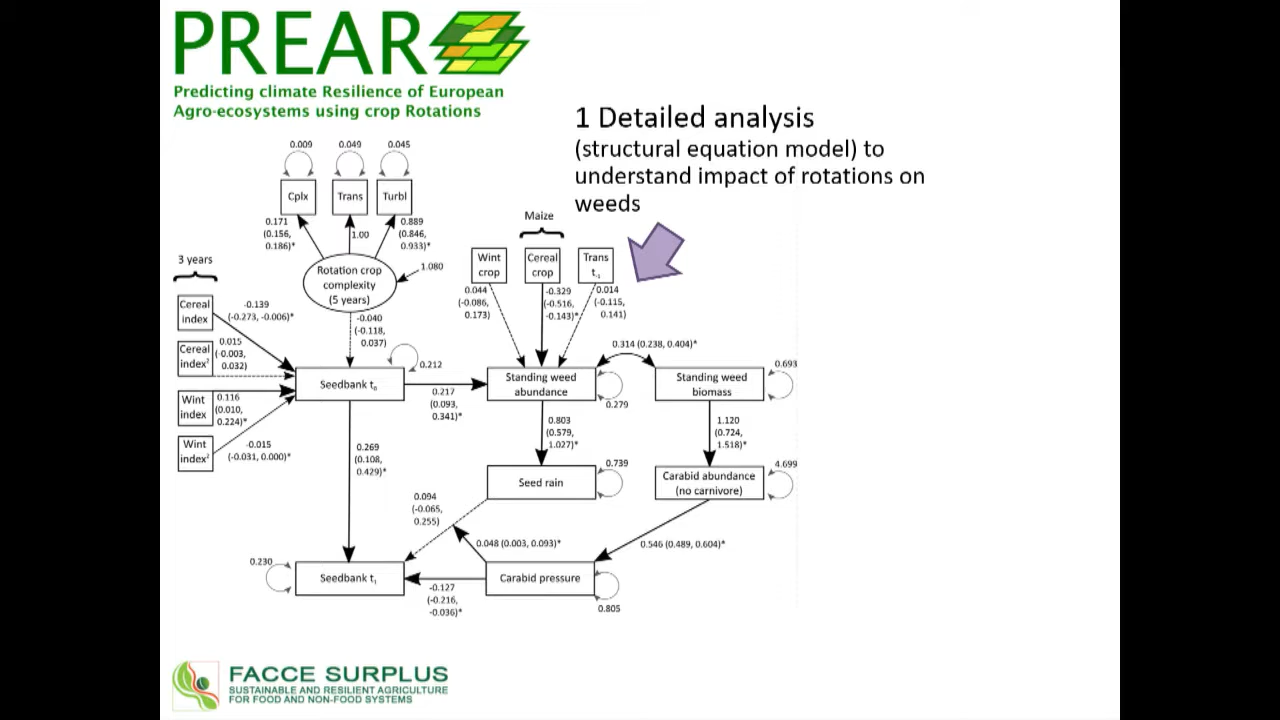 PREAR
Predicting climate Resilience of European
Agro-ecosystems using crop Rotations
1 Detailed analysis
(structural equation model) to
understand impact of rotations on
weeds
0.009
0.049
0.045
Cplx
Trans
Turbl
0.171
(0.156,
0.186)*
1.00
0.889
(0.846,
0.933)*
Rotation crop
complexity
(5 years)
1.080
3 years
Maize
Wint
crop
Cereal
crop
Trans
t-1
0.044
(-0.086,
0.173)
-0.329
(-0.516,
-0.143)*
0.014
(-0.115,
0.141)
Cereal
index
-0.139
(-0.273, -0.006)*
-0.040
(-0.118,
0.037)
Cereal
index²
0.015
(-0.003,
0.032)
Wint
index
0.116
(0.010,
0.224)*
Wint
index²
-0.015
(-0.031, 0.000)*
Seedbank t₀
0.212
0.217
(0.093,
0.341)*
Standing weed
abundance
0.279
0.314 (0.238, 0.404)*
Standing weed
biomass
0.693
0.269
(0.108,
0.429)*
0.803
(0.579,
1.027)*
1.120
(0.724,
1.518)*
Seed rain
0.739
Carabid abundance
(no carnivore)
4.699
0.094
(-0.065,
0.255)
0.048 (0.003, 0.093)*
0.546 (0.489, 0.604)*
0.230
Seedbank t₁
-0.127
(-0.216,
-0.036)*
Carabid pressure
0.805
FACCE SURPLUS
SUSTAINABLE AND RESILIENT AGRICULTURE
FOR FOOD AND NON-FOOD SYSTEMS